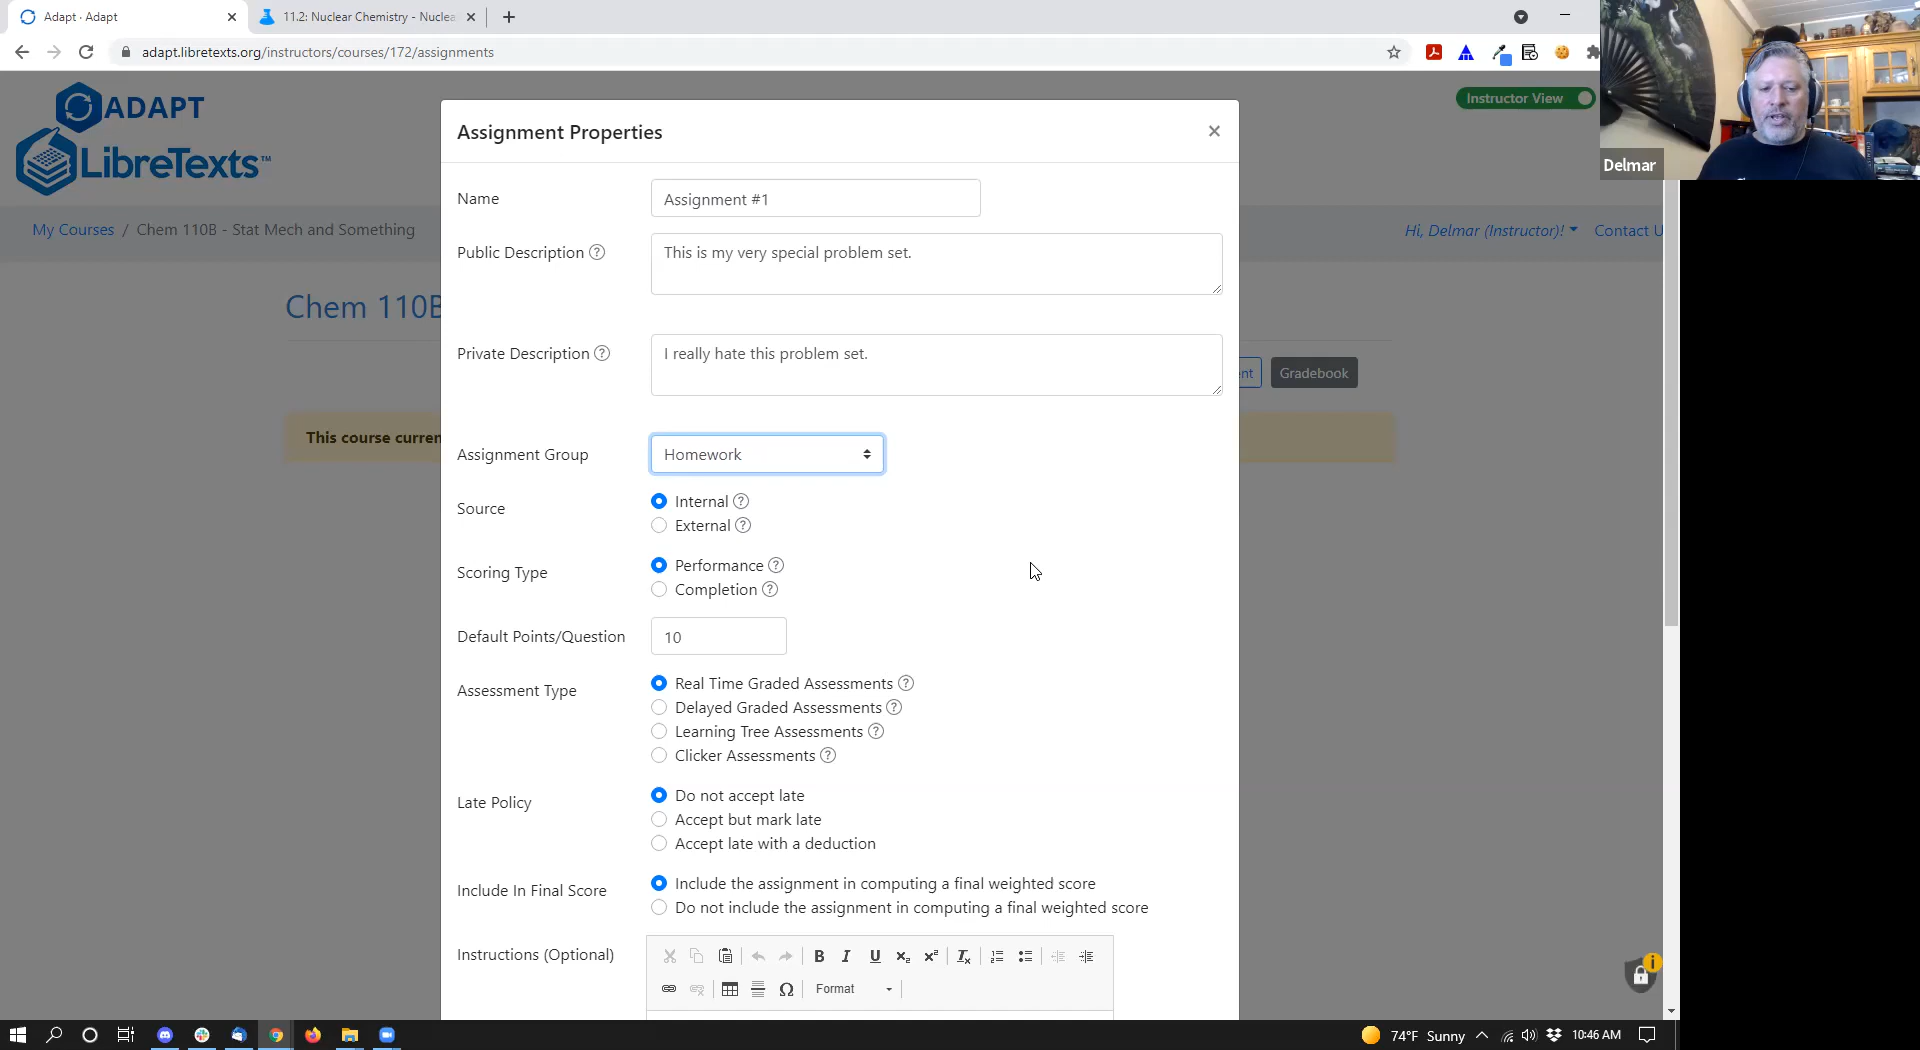 Adapt · Adapt
11.2: Nuclear Chemistry - Nuclea
adapt.libretexts.org/instructors/courses/172/assignments
ADAPT
LibreTexts™
Instructor View
Delmar
My Courses / Chem 110B - Stat Mech and Something
Hi, Delmar (Instructor)!
Contact U
Chem 110B
nt
Gradebook
This course curren
Assignment Properties
Name
Assignment #1
Public Description
This is my very special problem set.
Private Description
I really hate this problem set.
Assignment Group
Homework
Source
Internal
External
Scoring Type
Performance
Completion
Default Points/Question
10
Assessment Type
Real Time Graded Assessments
Delayed Graded Assessments
Learning Tree Assessments
Clicker Assessments
Late Policy
Do not accept late
Accept but mark late
Accept late with a deduction
Include In Final Score
Include the assignment in computing a final weighted score
Do not include the assignment in computing a final weighted score
Instructions (Optional)
Format
74°F Sunny
10:46 AM